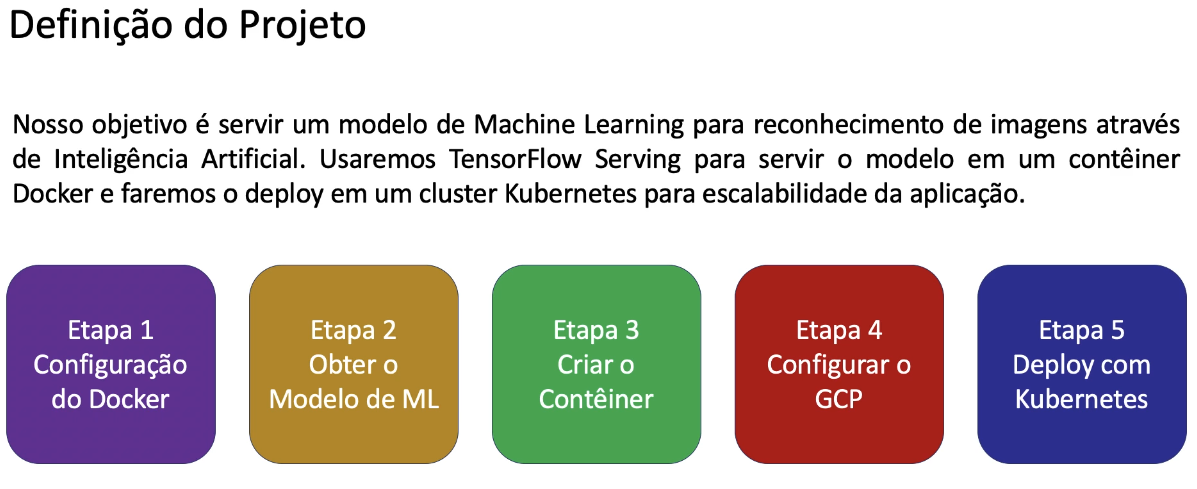 Definição do Projeto
Nosso objetivo é servir um modelo de Machine Learning para reconhecimento de imagens através
de Inteligência Artificial. Usaremos TensorFlow Serving para servir o modelo em um contêiner
Docker e faremos o deploy em um cluster Kubernetes para escalabilidade da aplicação.
Etapa 1
Configuração
do Docker
Etapa 2
Obter o
Modelo de ML
Etapa 3
Criar o
Contêiner
Etapa 4
Configurar o
GCP
Etapa 5
Deploy com
Kubernetes